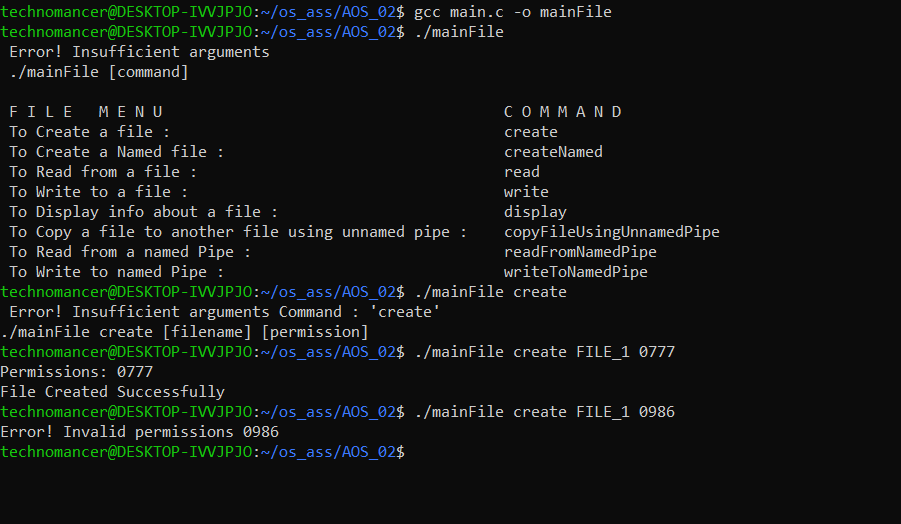 technomancer@DESKTOP-IVVJPJO:~/os_ass/AOS_02$ gcc main.c -o mainFile
technomancer@DESKTOP-IVVJPJO:~/os_ass/AOS_02$ ./mainFile
 Error! Insufficient arguments
 ./mainFile [command]

 F I L E   M E N U                                      C O M M A N D
 To Create a file :                                     create
 To Create a Named file :                               createNamed
 To Read from a file :                                  read
 To Write to a file :                                   write
 To Display info about a file :                         display
 To Copy a file to another file using unnamed pipe :    copyFileUsingUnnamedPipe
 To Read from a named Pipe :                            readFromNamedPipe
 To Write to named Pipe :                               writeToNamedPipe
technomancer@DESKTOP-IVVJPJO:~/os_ass/AOS_02$ ./mainFile create
 Error! Insufficient arguments Command : 'create'
./mainFile create [filename] [permission]
technomancer@DESKTOP-IVVJPJO:~/os_ass/AOS_02$ ./mainFile create FILE_1 0777
Permissions: 0777
File Created Successfully
technomancer@DESKTOP-IVVJPJO:~/os_ass/AOS_02$ ./mainFile create FILE_1 0986
Error! Invalid permissions 0986
technomancer@DESKTOP-IVVJPJO:~/os_ass/AOS_02$